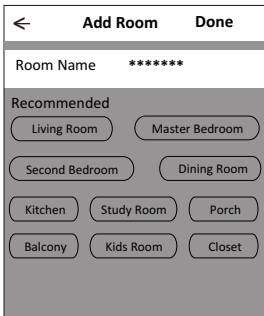 ← Add Room Done
Room Name *******
Recommended
Living Room Master Bedroom
Second Bedroom Dining Room
Kitchen Study Room Porch
Balcony Kids Room Closet